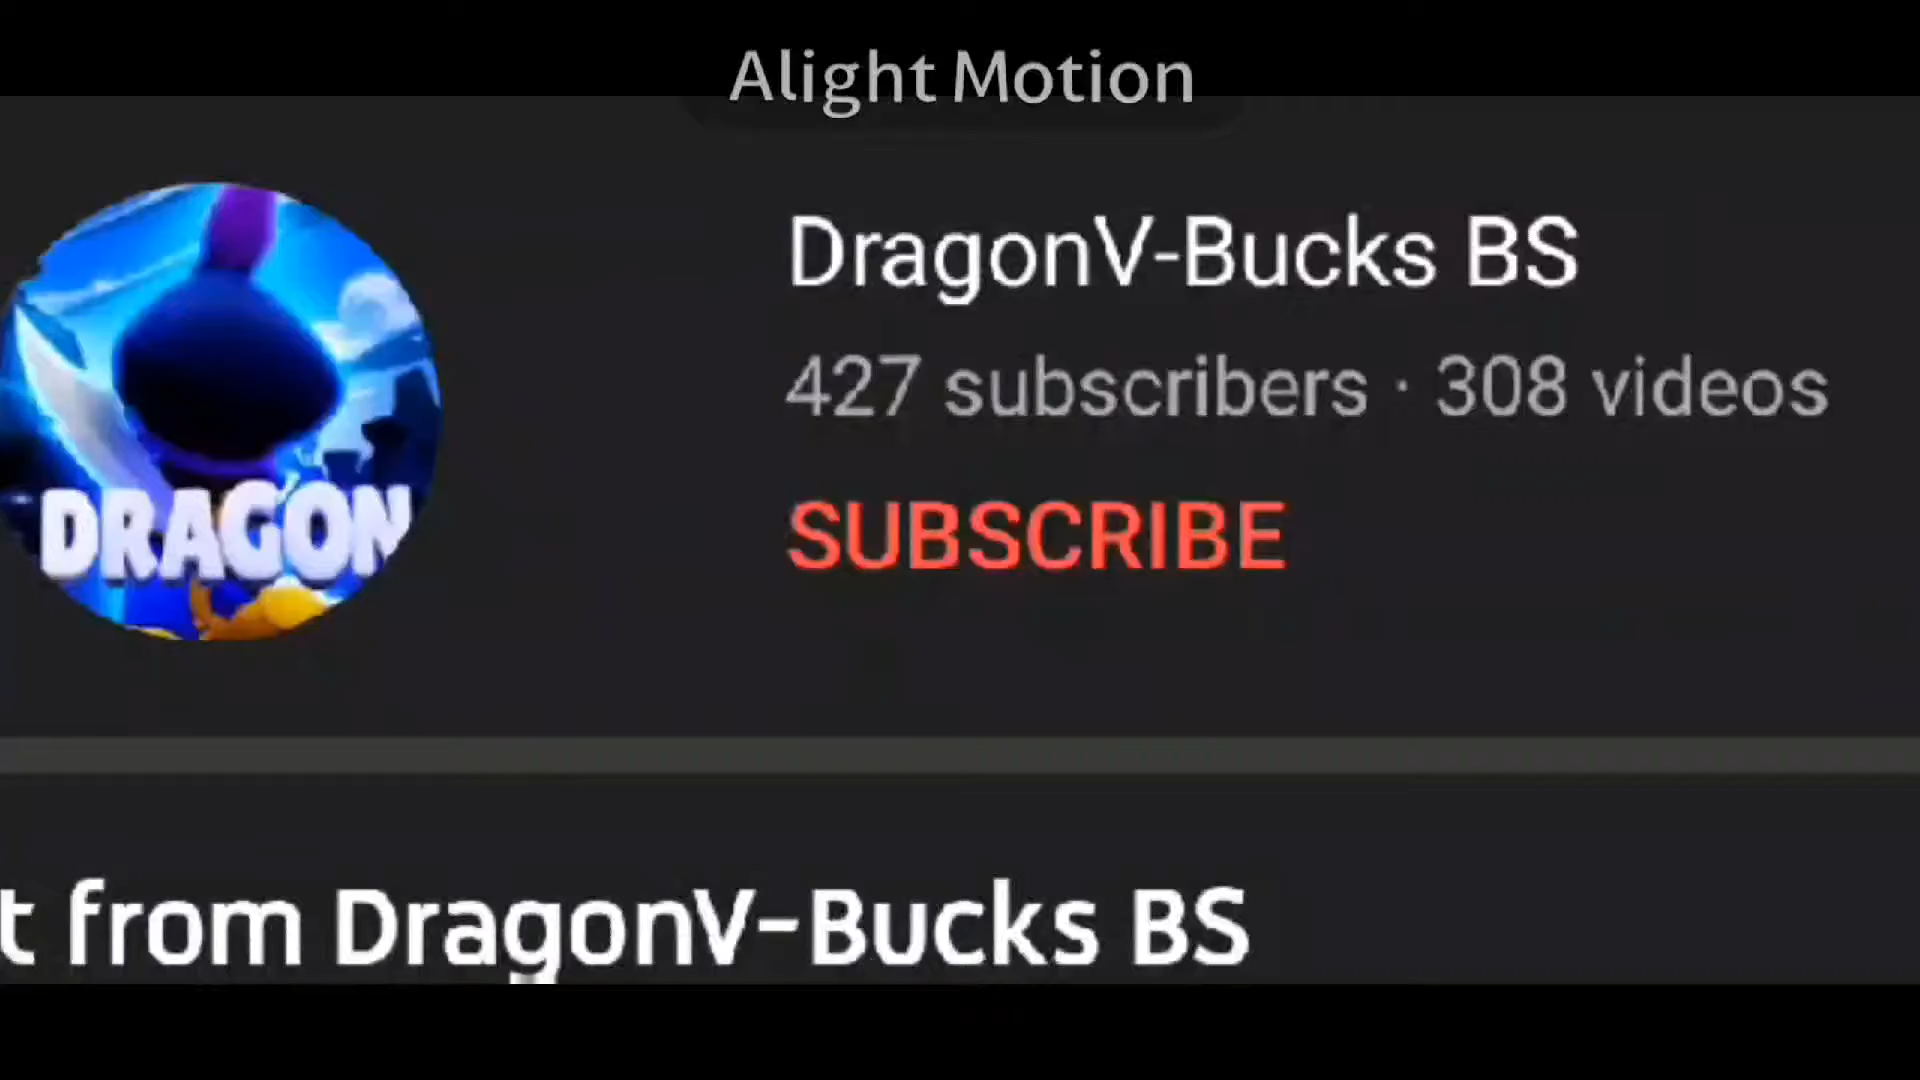 Alight Motion
DragonV-Bucks BS
427 subscribers · 308 videos
SUBSCRIBE
DRAGON
t from DragonV-Bucks BS